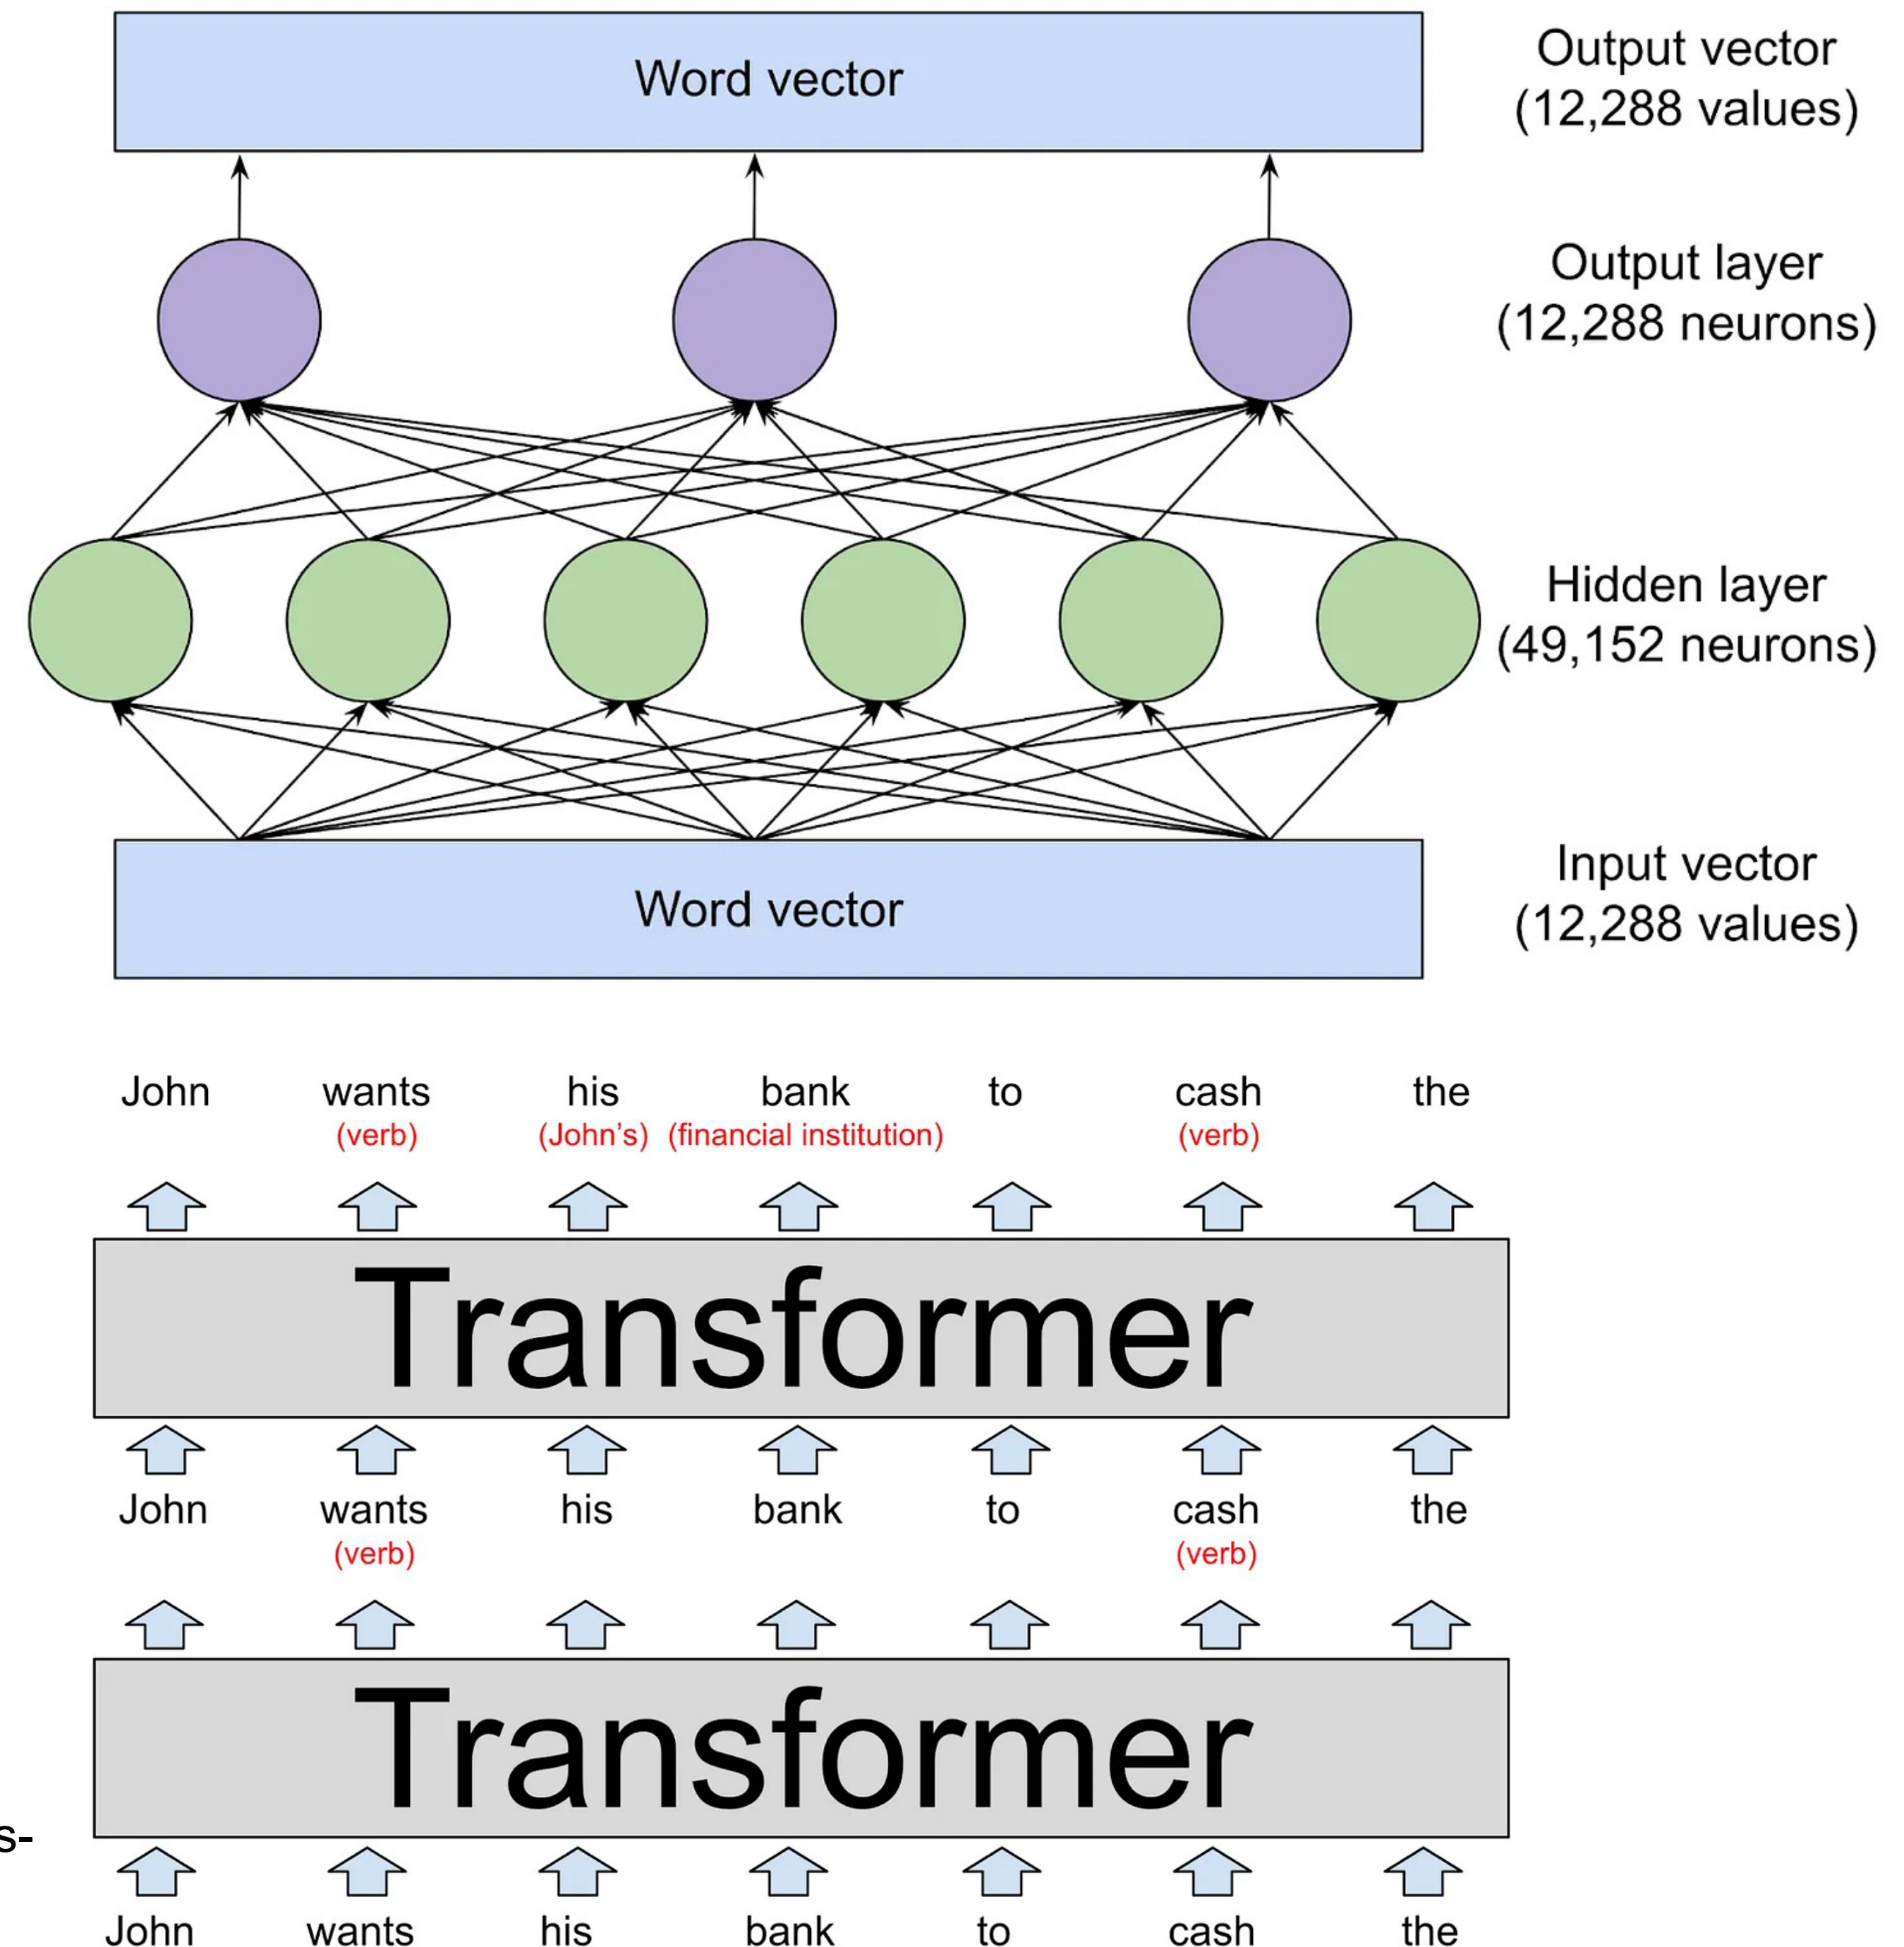 Word vector
Output vector
(12,288 values)
Output layer
(12,288 neurons)
Hidden layer
(49,152 neurons)
Word vector
Input vector
(12,288 values)
John wants his bank to cash the
(verb) (John's) (financial institution) (verb)
Transformer
John wants his bank to cash the
(verb) (verb)
Transformer
s-
John wants his bank to cash the